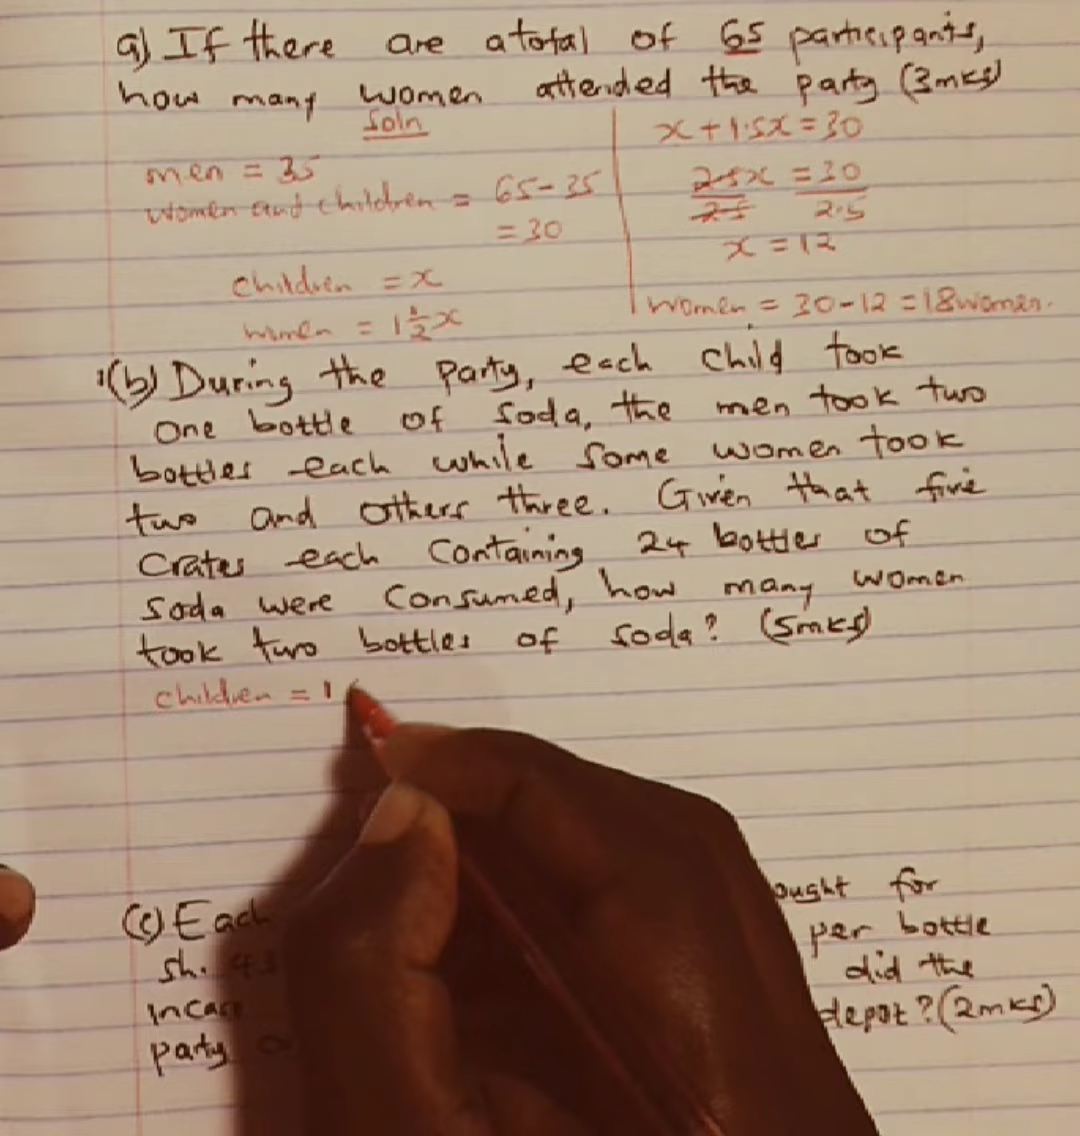 a) If there are a total of 65 participants,
how many women attended the party (3mks)
Soln
men = 35
women and children = 65 - 35
= 30
children = x
women = 1 1/2 x
x + 1.5x = 30
2.5x = 30
2.5 2.5
x = 12
women = 30 - 12 = 18 women.
(b) During the party, each child took
one bottle of soda, the men took two
bottles each while some women took
two and others three. Given that five
crates each containing 24 bottles of
soda were consumed, how many women
took two bottles of soda? (5mks)
children = 1
(c) Each ought for
sh. per bottle
did the
depot? (2mks)
party